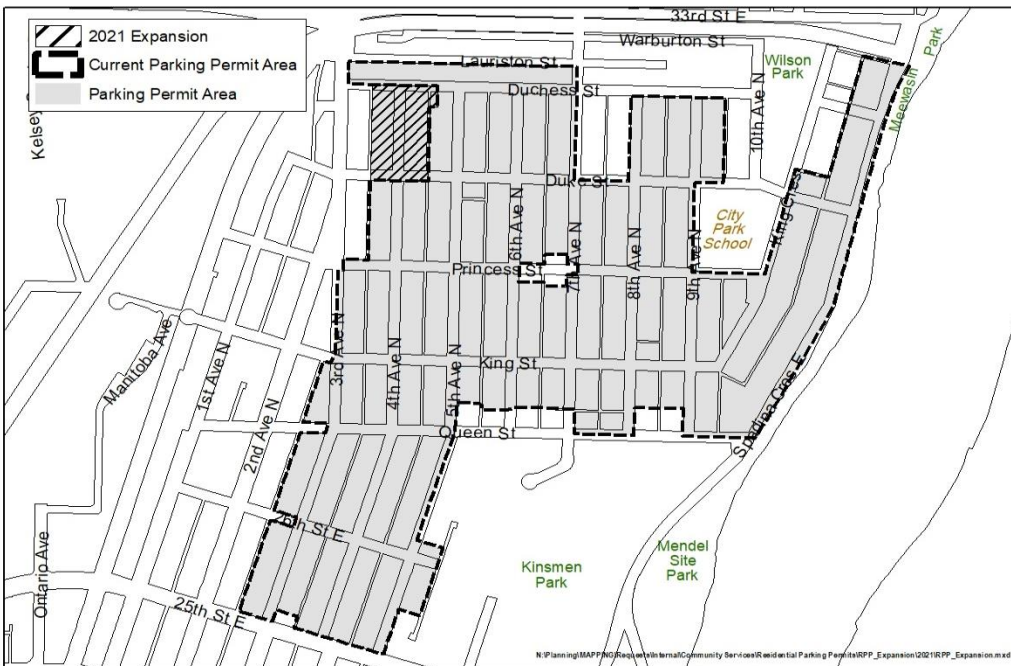 2021 Expansion
Current Parking Permit Area
Parking Permit Area
33rd St E
Warburton St
Lauriston St
Duchess St
Wilson
Park
Meewasin Park
10th Ave N
Kelsey
Duke St
City
Park
School
King Cres
6th Ave N
7th Ave N
8th Ave N
9th Ave N
Princess St
Manitoba Ave
1st Ave N
2nd Ave N
3rd Ave N
4th Ave N
5th Ave N
King St
Queen St
Spadina Cres E
26th St E
25th St E
Ontario Ave
Kinsmen
Park
Mendel
Site
Park
N:\Planning\MAPPING\Requests\Internal\Community Services\Residential Parking Permits\RPP_Expansion\2021\RPP_Expansion.mxd